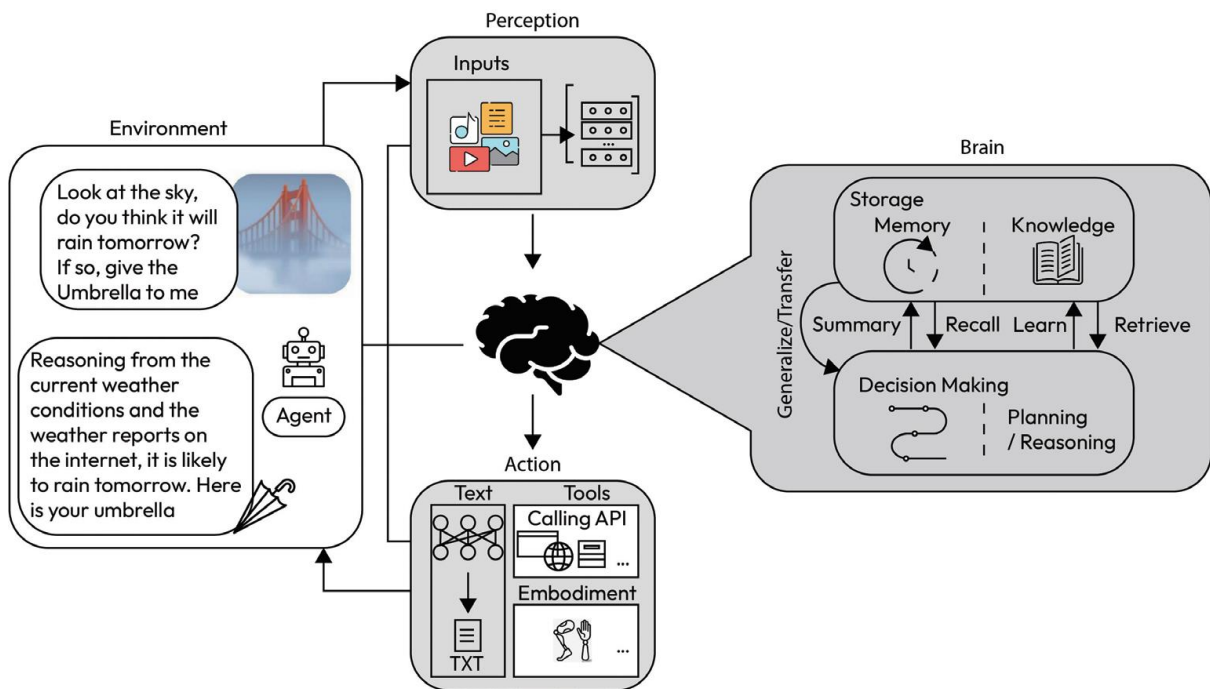 Perception
Inputs
...
Environment
Look at the sky,
do you think it will
rain tomorrow?
If so, give the
Umbrella to me
Reasoning from the
current weather
conditions and the
weather reports on
the internet, it is likely
to rain tomorrow. Here
is your umbrella
Agent
Action
Text
TXT
Tools
Calling API
...
Embodiment
...
Brain
Storage
Memory
Knowledge
Generalize/Transfer
Summary
Recall
Learn
Retrieve
Decision Making
Planning
/ Reasoning